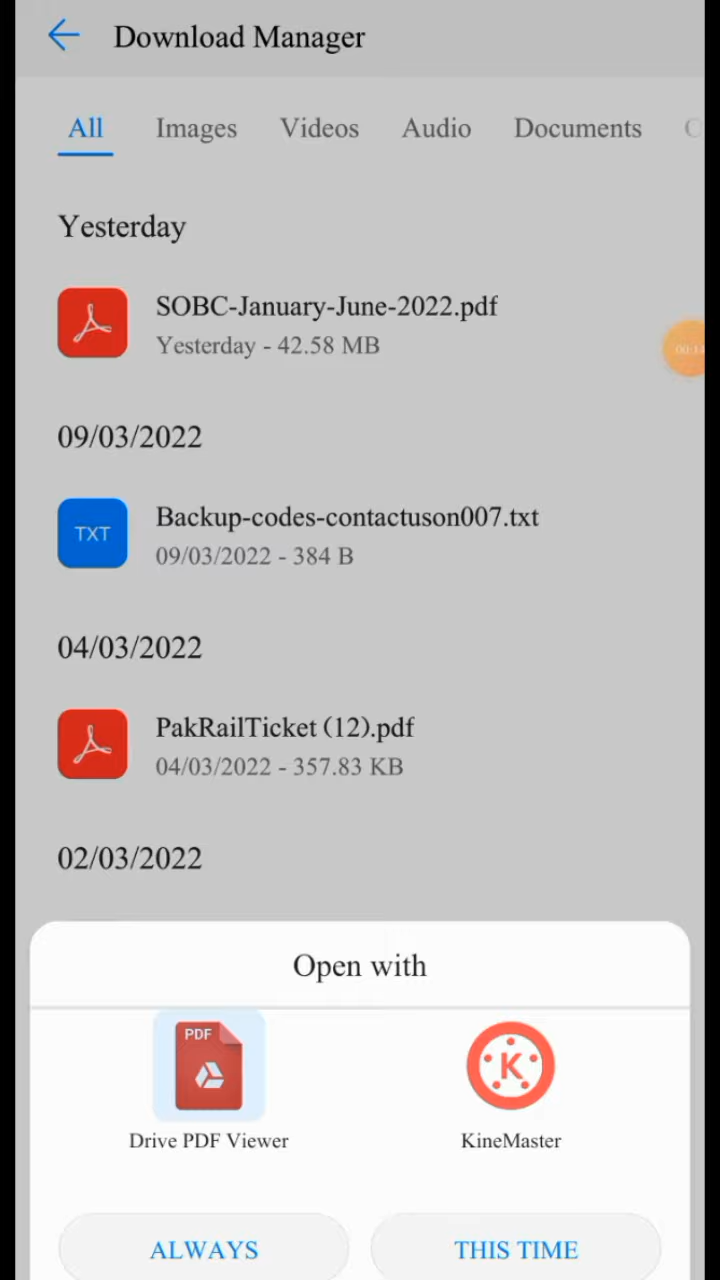 Download Manager
All Images Videos Audio Documents
Yesterday
SOBC-January-June-2022.pdf
Yesterday - 42.58 MB
09/03/2022
TXT
Backup-codes-contactuson007.txt
09/03/2022 - 384 B
04/03/2022
PakRailTicket (12).pdf
04/03/2022 - 357.83 KB
02/03/2022
Open with
PDF
K
Drive PDF Viewer
KineMaster
ALWAYS
THIS TIME